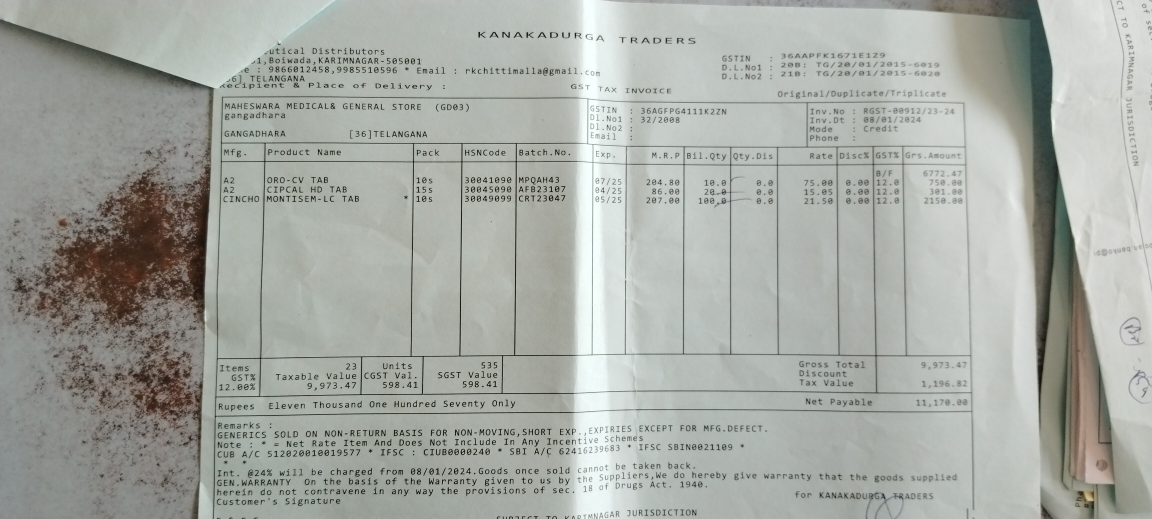 KANAKADURGA TRADERS
Distributors
Boiwada,KARIMNAGAR-505001
: 9866012458,9985510596 * Email : rkchittimalla@gmail.com
TELANGANA
GSTIN : 36AAPFK1671E1Z9
D.L.No1 : 20B: TG/20/01/2015-6019
D.L.No2 : 21B: TG/20/01/2015-6020
Recipient & Place of Delivery :
GST TAX INVOICE
Original/Duplicate/Triplicate
MAHESWARA MEDICAL& GENERAL STORE (GD03)
gangadhara
GANGADHARA [36]TELANGANA
GSTIN : 36AGFPG4111K2ZN
Dl.No1 : 32/2008
Dl.No2 :
Email :
Inv.No : RGST-00912/23-24
Inv.Dt : 08/01/2024
Mode : Credit
Phone :
Mfg. Product Name Pack HSNCode Batch.No. Exp. M.R.P Bil.Qty Qty.Dis Rate Disc% GST% Grs.Amount
B/F 6772.47
A2 ORO-CV TAB 10s 30041090 MPQAH43 07/25 204.80 10.0 0.0 75.00 0.00 12.0 750.00
A2 CIPCAL HD TAB 15s 30045090 AFB23107 04/25 86.00 20.0 0.0 15.05 0.00 12.0 301.00
CINCHO MONTISEM-LC TAB * 10s 30049099 CRT23047 05/25 207.00 100.0 0.0 21.50 0.00 12.0 2150.00
Items 23 Units 535
GST% Taxable Value CGST Val. SGST Value
12.00% 9,973.47 598.41 598.41
Gross Total 9,973.47
Discount
Tax Value 1,196.82
Rupees Eleven Thousand One Hundred Seventy Only
Net Payable 11,170.00
Remarks :
GENERICS SOLD ON NON-RETURN BASIS FOR NON-MOVING,SHORT EXP.,EXPIRIES EXCEPT FOR MFG.DEFECT.
Note : * = Net Rate Item And Does Not Include In Any Incentive Schemes
CUB A/C 512020010019577 * IFSC : CIUB0000240 * SBI A/C 62416239683 * IFSC SBIN0021109 *
* *
Int. @24% will be charged from 08/01/2024.Goods once sold cannot be taken back.
GEN.WARRANTY On the basis of the Warranty given to us by the Suppliers,We do hereby give warranty that the goods supplied
herein do not contravene in any way the provisions of sec. 18 of Drugs Act. 1940.
Customer's Signature
for KANAKADURGA TRADERS
SUBJECT TO KARIMNAGAR JURISDICTION
TO KARIMNAGAR JURISDICTION